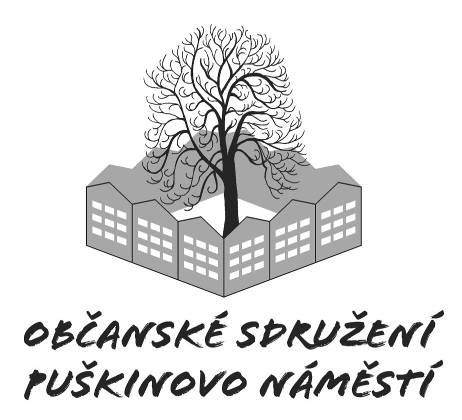 OBČANSKÉ SDRUŽENÍ
PUŠKINOVO NÁMĚSTÍ